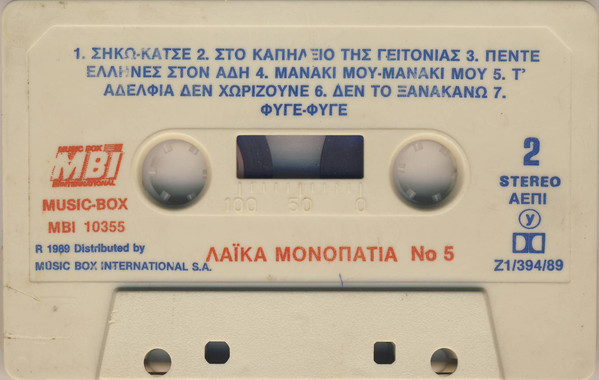 1. ΣΗΚΩ-ΚΑΤΣΕ 2. ΣΤΟ ΚΑΠΗΛΕΙΟ ΤΗΣ ΓΕΙΤΟΝΙΑΣ 3. ΠΕΝΤΕ
ΕΛΛΗΝΕΣ ΣΤΟΝ ΑΔΗ 4. ΜΑΝΑΚΙ ΜΟΥ-ΜΑΝΑΚΙ ΜΟΥ 5. Τ'
ΑΔΕΛΦΙΑ ΔΕΝ ΧΩΡΙΖΟΥΝΕ 6. ΔΕΝ ΤΟ ΞΑΝΑΚΑΝΩ 7.
ΦΥΓΕ-ΦΥΓΕ
MUSIC BOX
MBI
INTERNATIONAL
MUSIC-BOX
MBI 10355
R 1989 Distributed by
MUSIC BOX INTERNATIONAL S.A.
100 50 0
ΛΑΪΚΑ ΜΟΝΟΠΑΤΙΑ No 5
2
STEREO
ΑΕΠΙ
Y
Z1/394/89